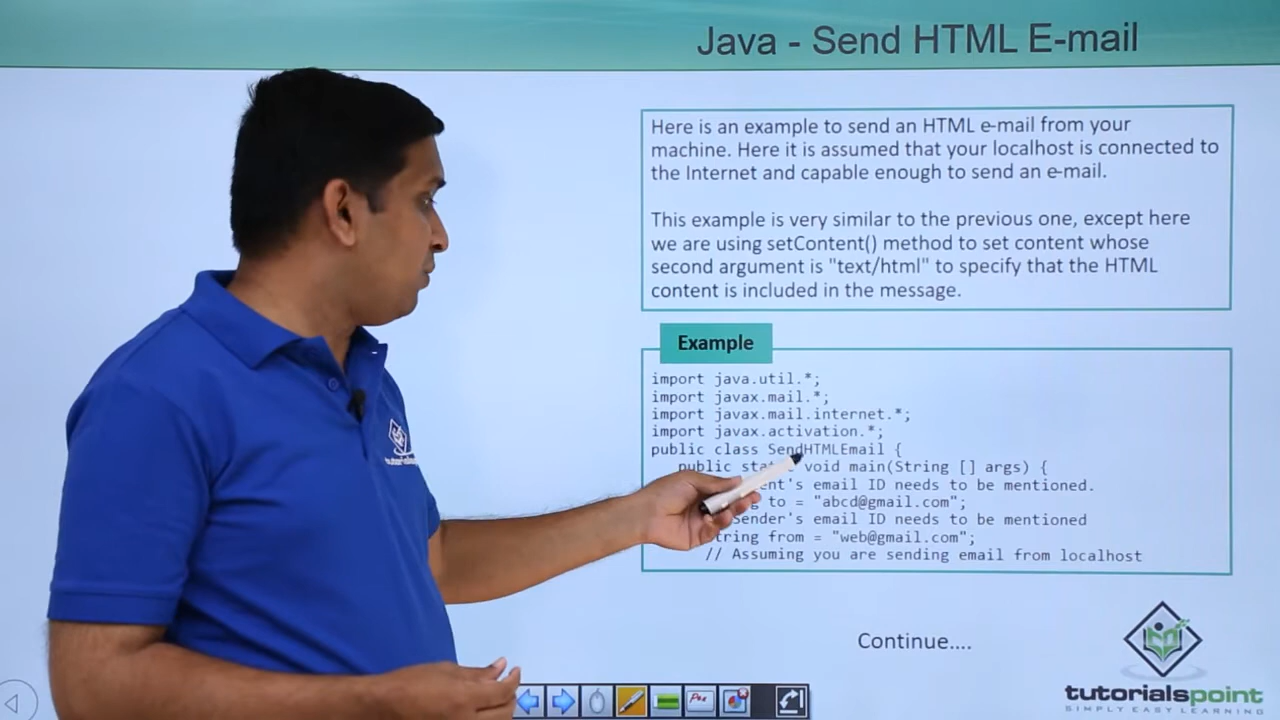 Java - Send HTML E-mail
Here is an example to send an HTML e-mail from your
machine. Here it is assumed that your localhost is connected to
the Internet and capable enough to send an e-mail.
This example is very similar to the previous one, except here
we are using setContent() method to set content whose
second argument is "text/html" to specify that the HTML
content is included in the message.
Example
import java.util.*;
import javax.mail.*;
import javax.mail.internet.*;
import javax.activation.*;
public class SendHTMLEmail {
public void main(String [] args) {
email ID needs to be mentioned.
to = "abcd@gmail.com";
Sender's email ID needs to be mentioned
from = "web@gmail.com";
// Assuming you are sending email from localhost
Continue....
tutorialspoint
SIMPLY EASY LEARNING